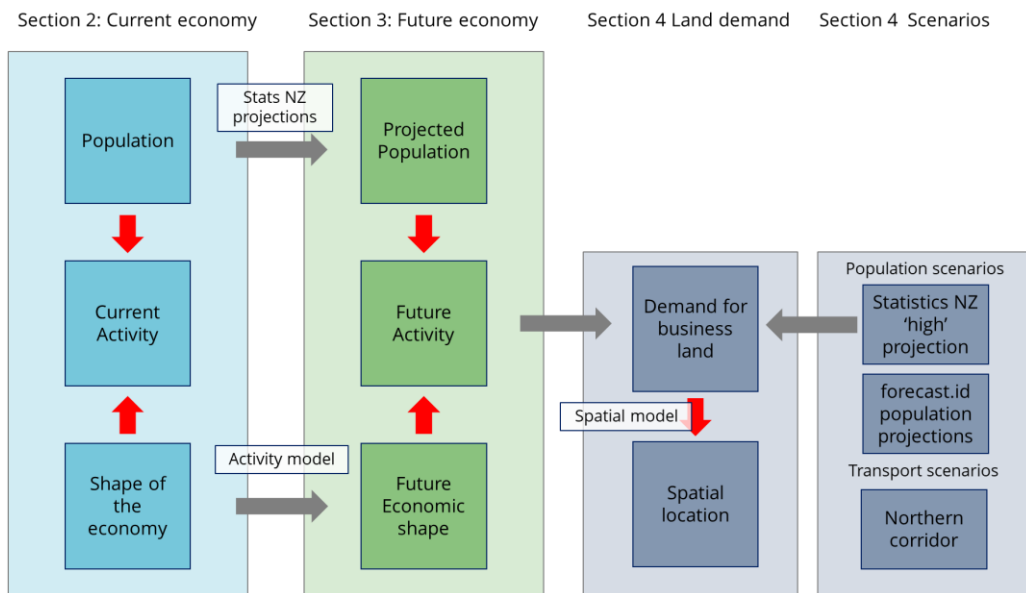 Section 2: Current economy
Section 3: Future economy
Section 4 Land demand
Section 4  Scenarios
Population
Stats NZ
projections
Projected
Population
Current
Activity
Future
Activity
Demand for
business
land
Population scenarios
Statistics NZ
‘high’
projection
forecast.id
population
projections
Spatial model
Activity model
Shape of
the
economy
Future
Economic
shape
Spatial
location
Transport scenarios
Northern
corridor